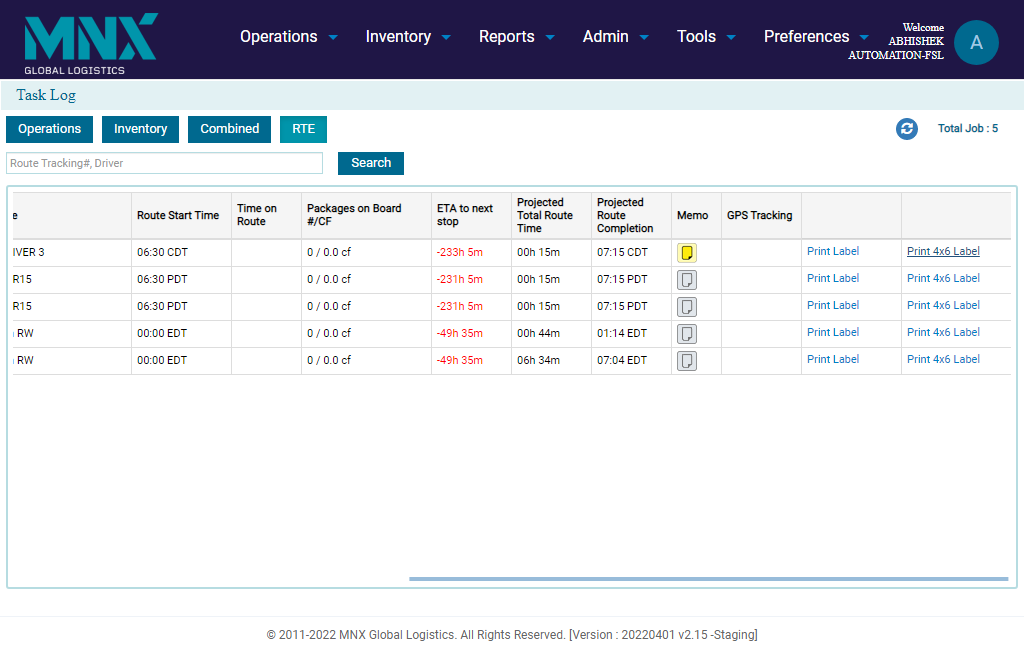 MNX
GLOBAL LOGISTICS
Operations Inventory Reports Admin Tools Preferences
Welcome
ABHISHEK
AUTOMATION-FSL
A
Task Log
Operations Inventory Combined RTE
Total Job : 5
Route Tracking#, Driver Search
e Route Start Time Time on Route Packages on Board #/CF ETA to next stop Projected Total Route Time Projected Route Completion Memo GPS Tracking
IVER 3 06:30 CDT 0 / 0.0 cf -233h 5m 00h 15m 07:15 CDT Print Label Print 4x6 Label
R15 06:30 PDT 0 / 0.0 cf -231h 5m 00h 15m 07:15 PDT Print Label Print 4x6 Label
R15 06:30 PDT 0 / 0.0 cf -231h 5m 00h 15m 07:15 PDT Print Label Print 4x6 Label
RW 00:00 EDT 0 / 0.0 cf -49h 35m 00h 44m 01:14 EDT Print Label Print 4x6 Label
RW 00:00 EDT 0 / 0.0 cf -49h 35m 06h 34m 07:04 EDT Print Label Print 4x6 Label
© 2011-2022 MNX Global Logistics. All Rights Reserved. [Version : 20220401 v2.15 -Staging]